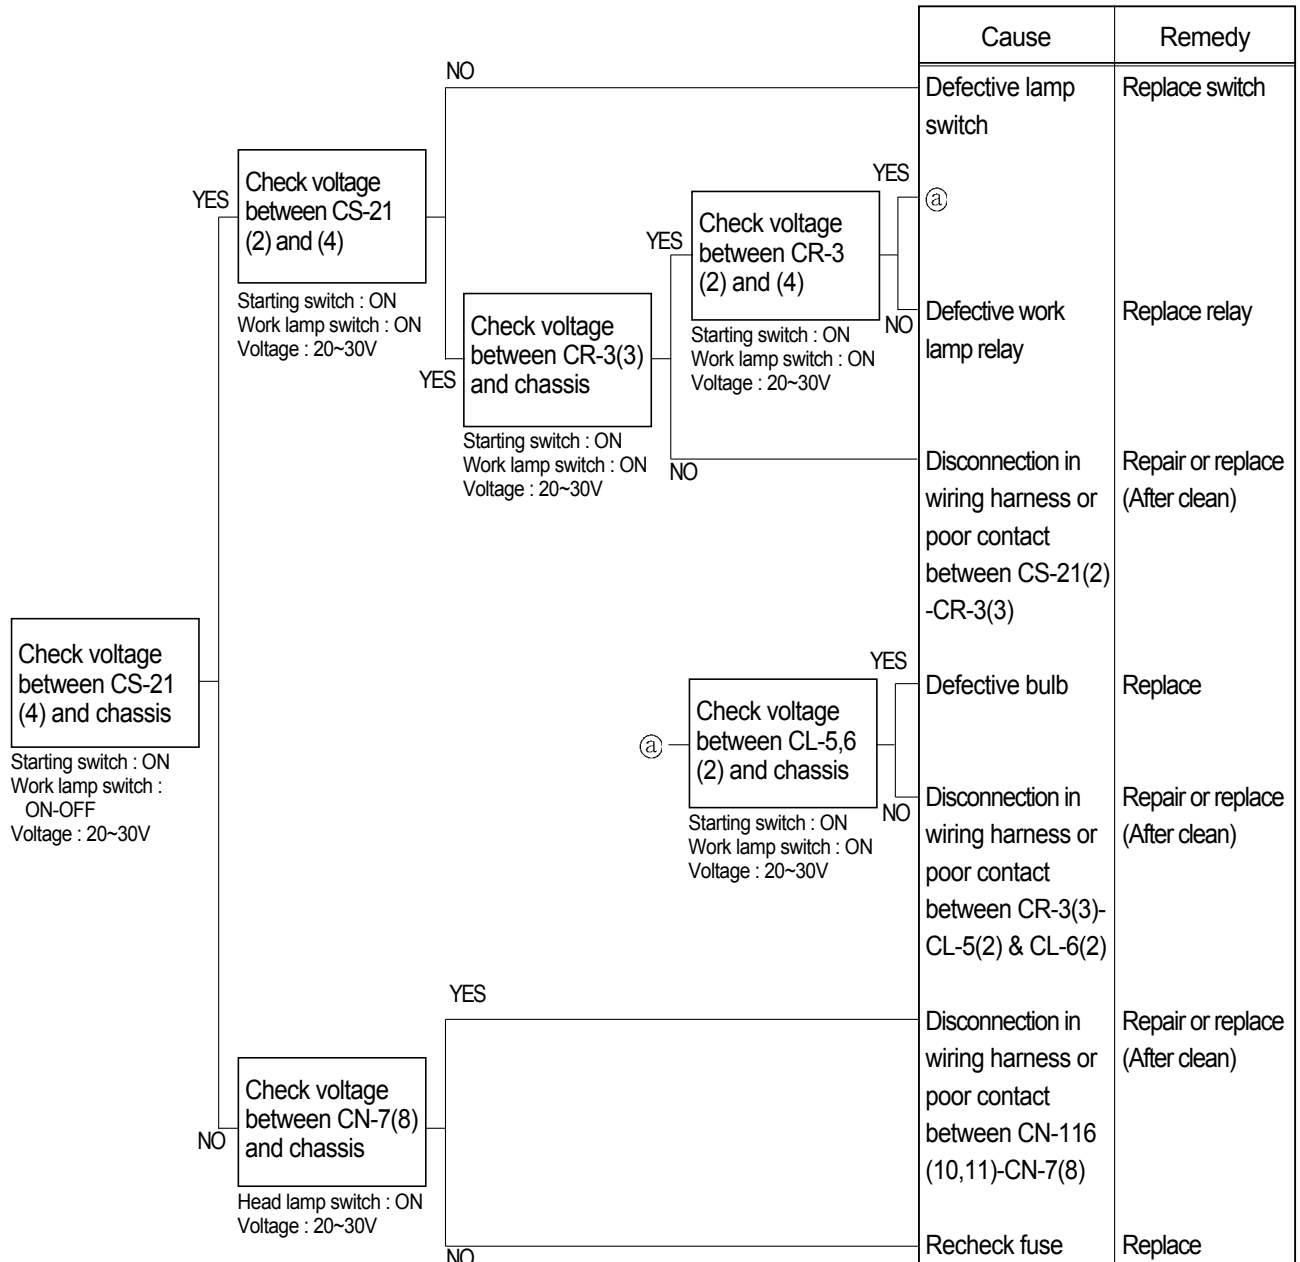 Cause
Remedy
NO
Defective lamp
switch
Replace switch
YES
Check voltage
between CS-21
(2) and (4)
Starting switch : ON
Work lamp switch : ON
Voltage : 20~30V
YES
Check voltage
between CR-3(3)
and chassis
Starting switch : ON
Work lamp switch : ON
Voltage : 20~30V
YES
Check voltage
between CR-3
(2) and (4)
Starting switch : ON
Work lamp switch : ON
Voltage : 20~30V
YES
ⓐ
NO
Defective work
lamp relay
Replace relay
NO
Disconnection in
wiring harness or
poor contact
between CS-21(2)
-CR-3(3)
Repair or replace
(After clean)
Check voltage
between CS-21
(4) and chassis
Starting switch : ON
Work lamp switch :
ON-OFF
Voltage : 20~30V
ⓐ
Check voltage
between CL-5,6
(2) and chassis
Starting switch : ON
Work lamp switch : ON
Voltage : 20~30V
YES
Defective bulb
Replace
NO
Disconnection in
wiring harness or
poor contact
between CR-3(3)-
CL-5(2) & CL-6(2)
Repair or replace
(After clean)
NO
Check voltage
between CN-7(8)
and chassis
Head lamp switch : ON
Voltage : 20~30V
YES
Disconnection in
wiring harness or
poor contact
between CN-116
(10,11)-CN-7(8)
Repair or replace
(After clean)
NO
Recheck fuse
Replace